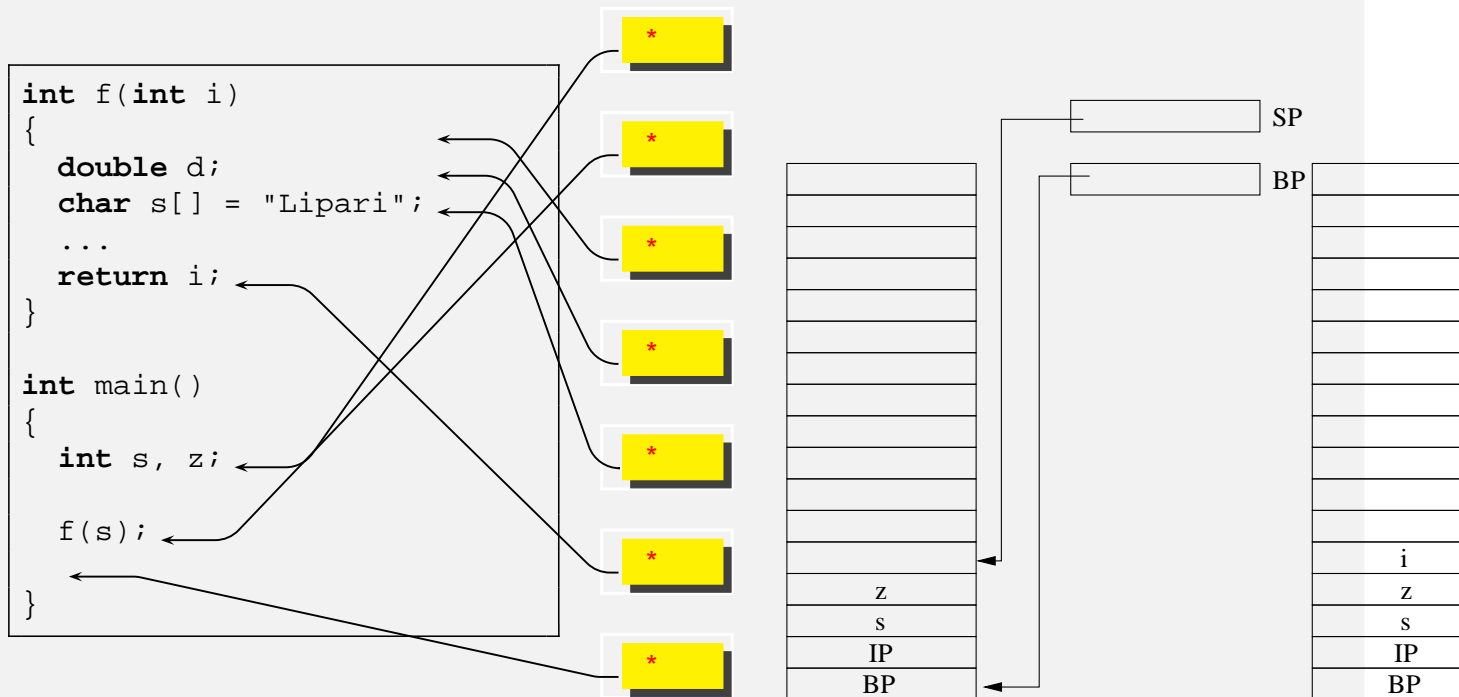 int f(int i)
{
double d;
char s[] = "Lipari";
...
return i;
}
int main()
{
int s, z;
f(s);
}
*
*
*
*
*
*
*
SP
BP
z
s
IP
BP
i
z
s
IP
BP